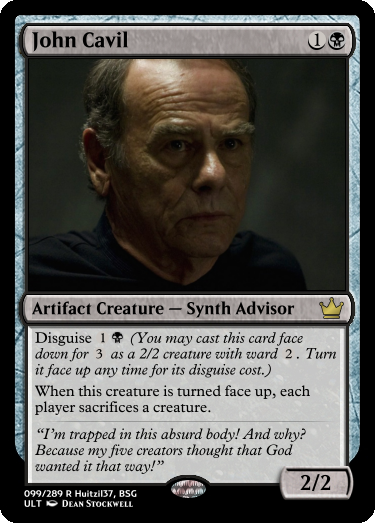 John Cavil 1
Artifact Creature — Synth Advisor
Disguise 1 (You may cast this card face
down for 3 as a 2/2 creature with ward 2 . Turn
it face up any time for its disguise cost.)
When this creature is turned face up, each
player sacrifices a creature.
“I’m trapped in this absurd body! And why?
Because my five creators thought that God
wanted it that way!”
2/2
099/289 R Huitzil37, BSG
ULT Dean Stockwell